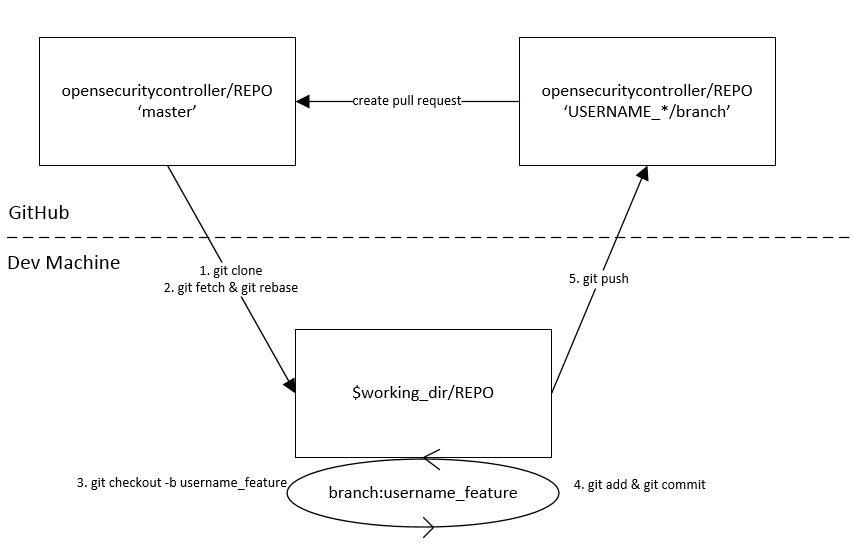 opensecuritycontroller/REPO
‘master’
create pull request
opensecuritycontroller/REPO
‘USERNAME_*/branch’
GitHub
Dev Machine
1. git clone
2. git fetch & git rebase
5. git push
$working_dir/REPO
3. git checkout -b username_feature
branch:username_feature
4. git add & git commit